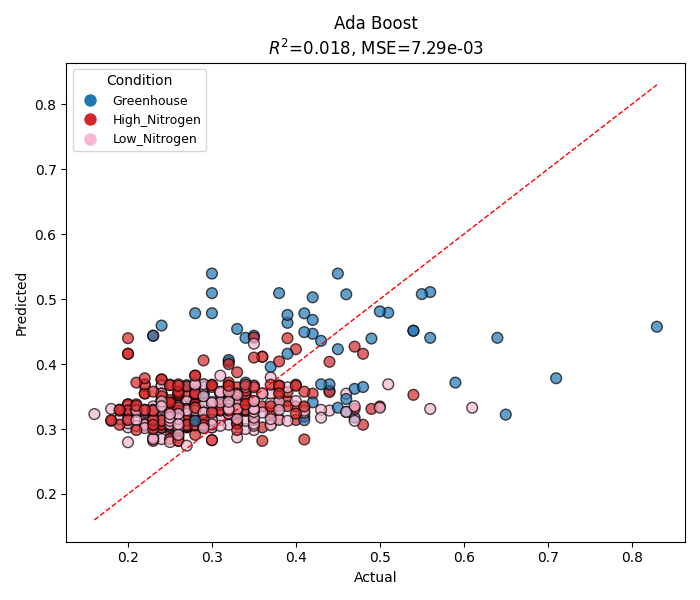 Ada Boost
R²=0.018, MSE=7.29e-03
Condition
Greenhouse
High_Nitrogen
Low_Nitrogen
Predicted
0.8
0.7
0.6
0.5
0.4
0.3
0.2
0.2 0.3 0.4 0.5 0.6 0.7 0.8
Actual